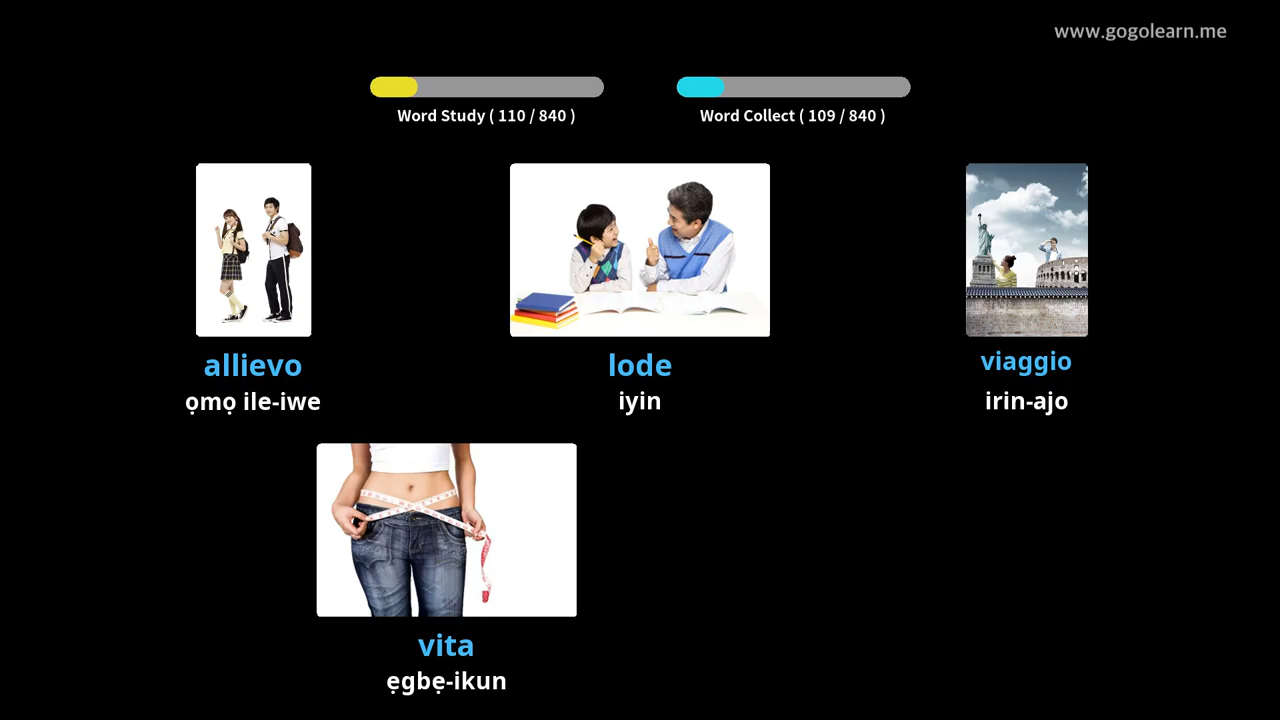 www.gogolearn.me
Word Study ( 110 / 840 )
Word Collect ( 109 / 840 )
allievo
ọmọ ile-iwe
lode
iyin
viaggio
irin-ajo
vita
ẹgbẹ-ikun